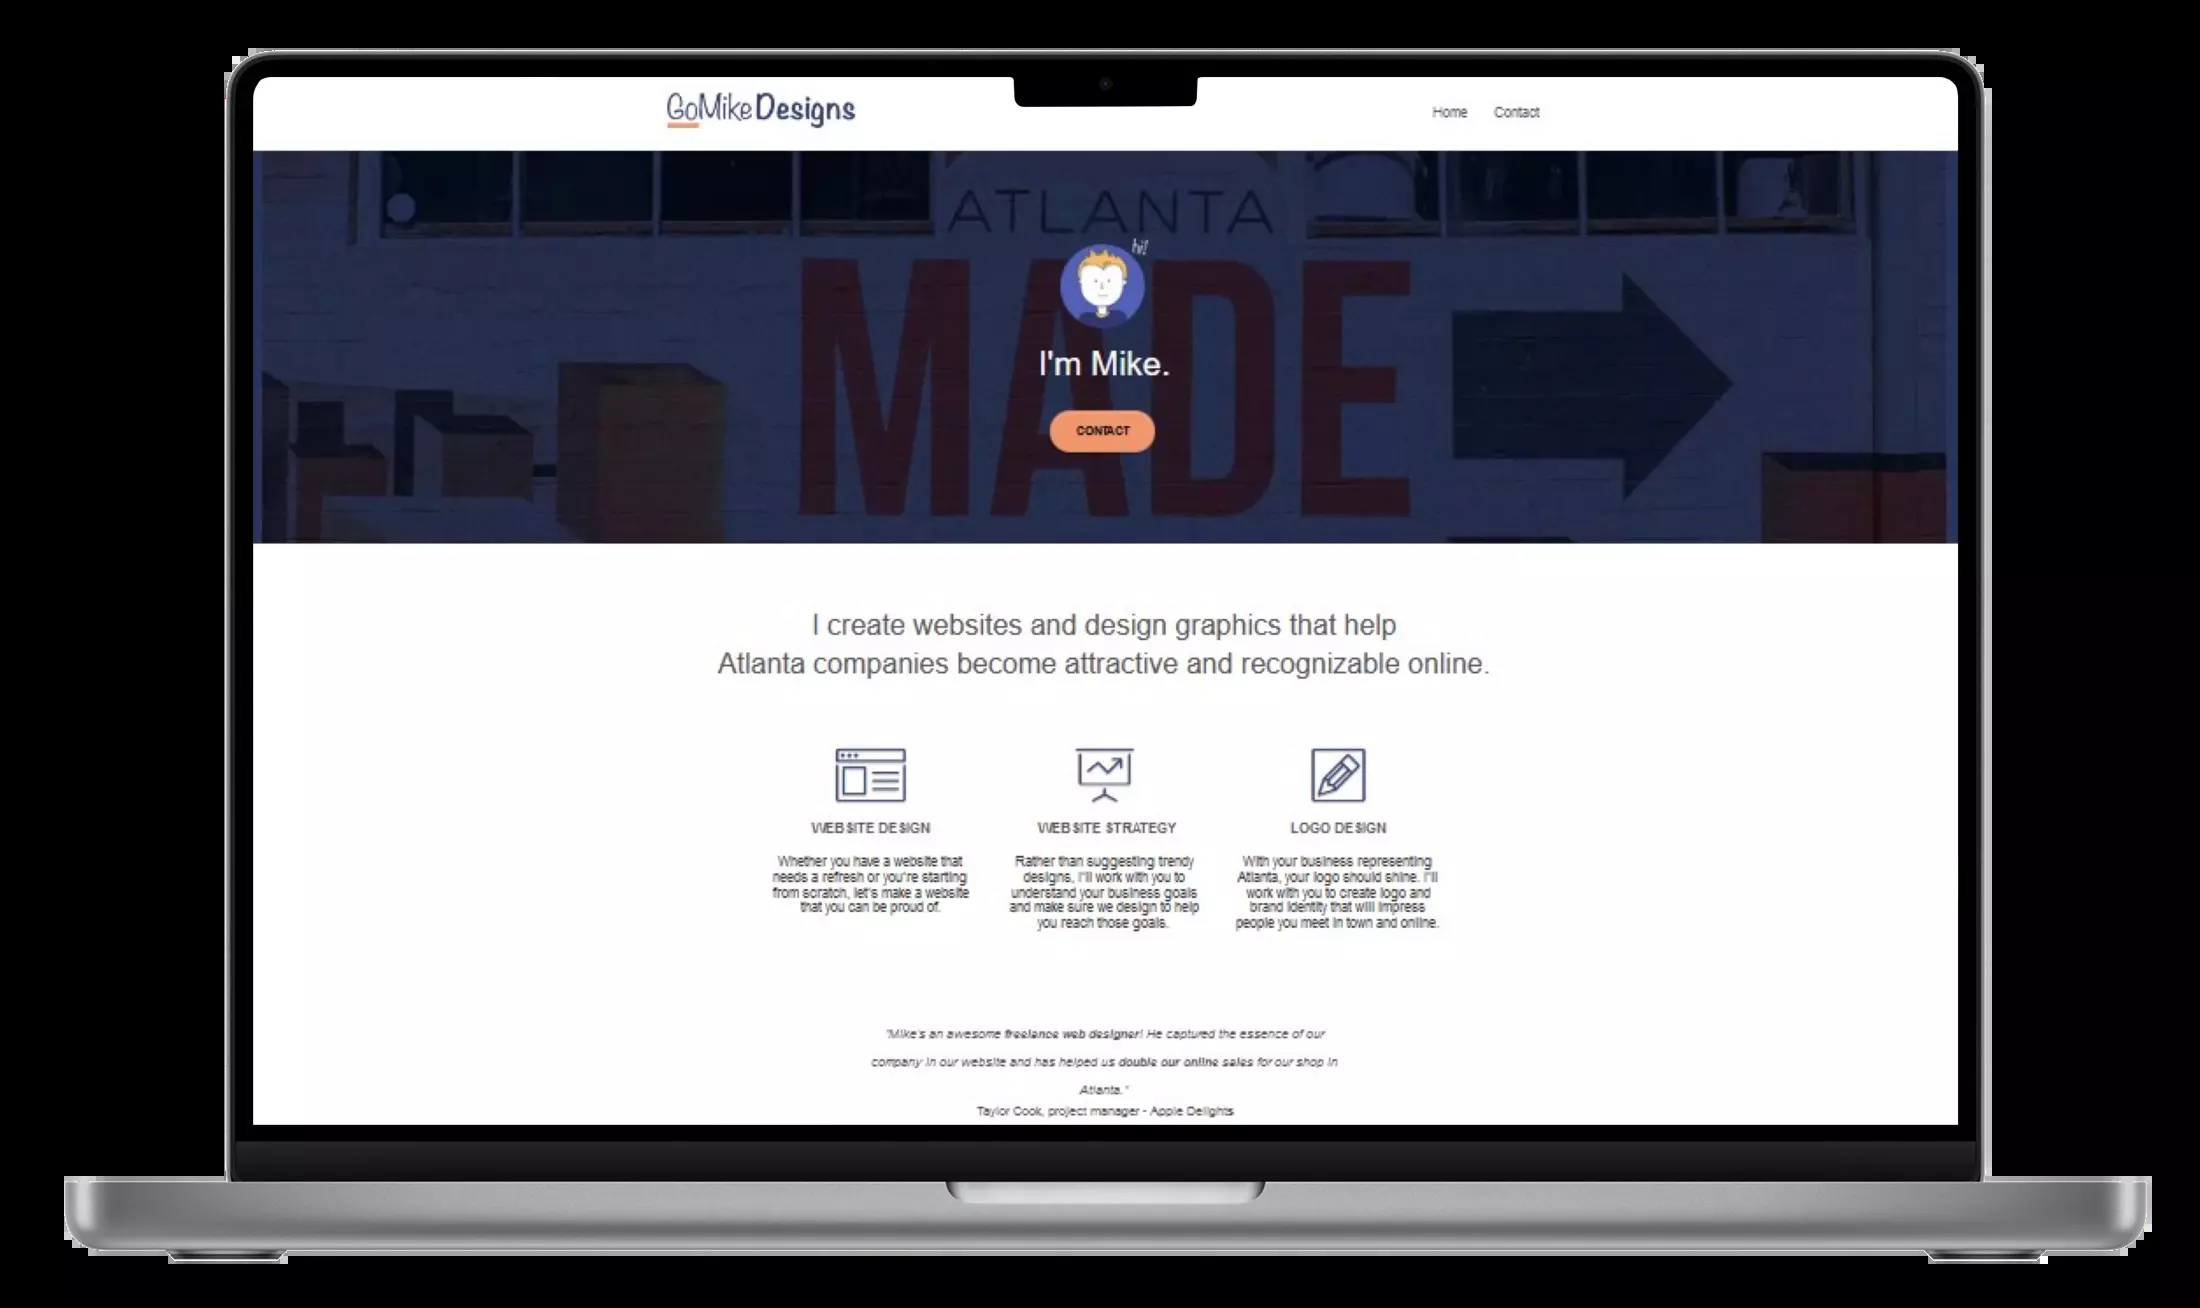 GoMikeDesigns
Home Contact
ATLANTA
hi!
MADE
I'm Mike.
CONTACT
I create websites and design graphics that help
Atlanta companies become attractive and recognizable online.
WEBSITE DESIGN
Whether you have a website that
needs a refresh or you're starting
from scratch, let's make a website
that you can be proud of.
WEBSITE STRATEGY
Rather than suggesting trendy
designs, I'll work with you to
understand your business goals
and make sure we design to help
you reach those goals.
LOGO DESIGN
With your business representing
Atlanta, your logo should shine. I'll
work with you to create logo and
brand identity that will impress
people you meet in town and online.
"Mike's an awesome freelance web designer! He captured the essence of our
company in our website and has helped us double our online sales for our shop in
Atlanta."
Taylor Cook, project manager - Apple Delights